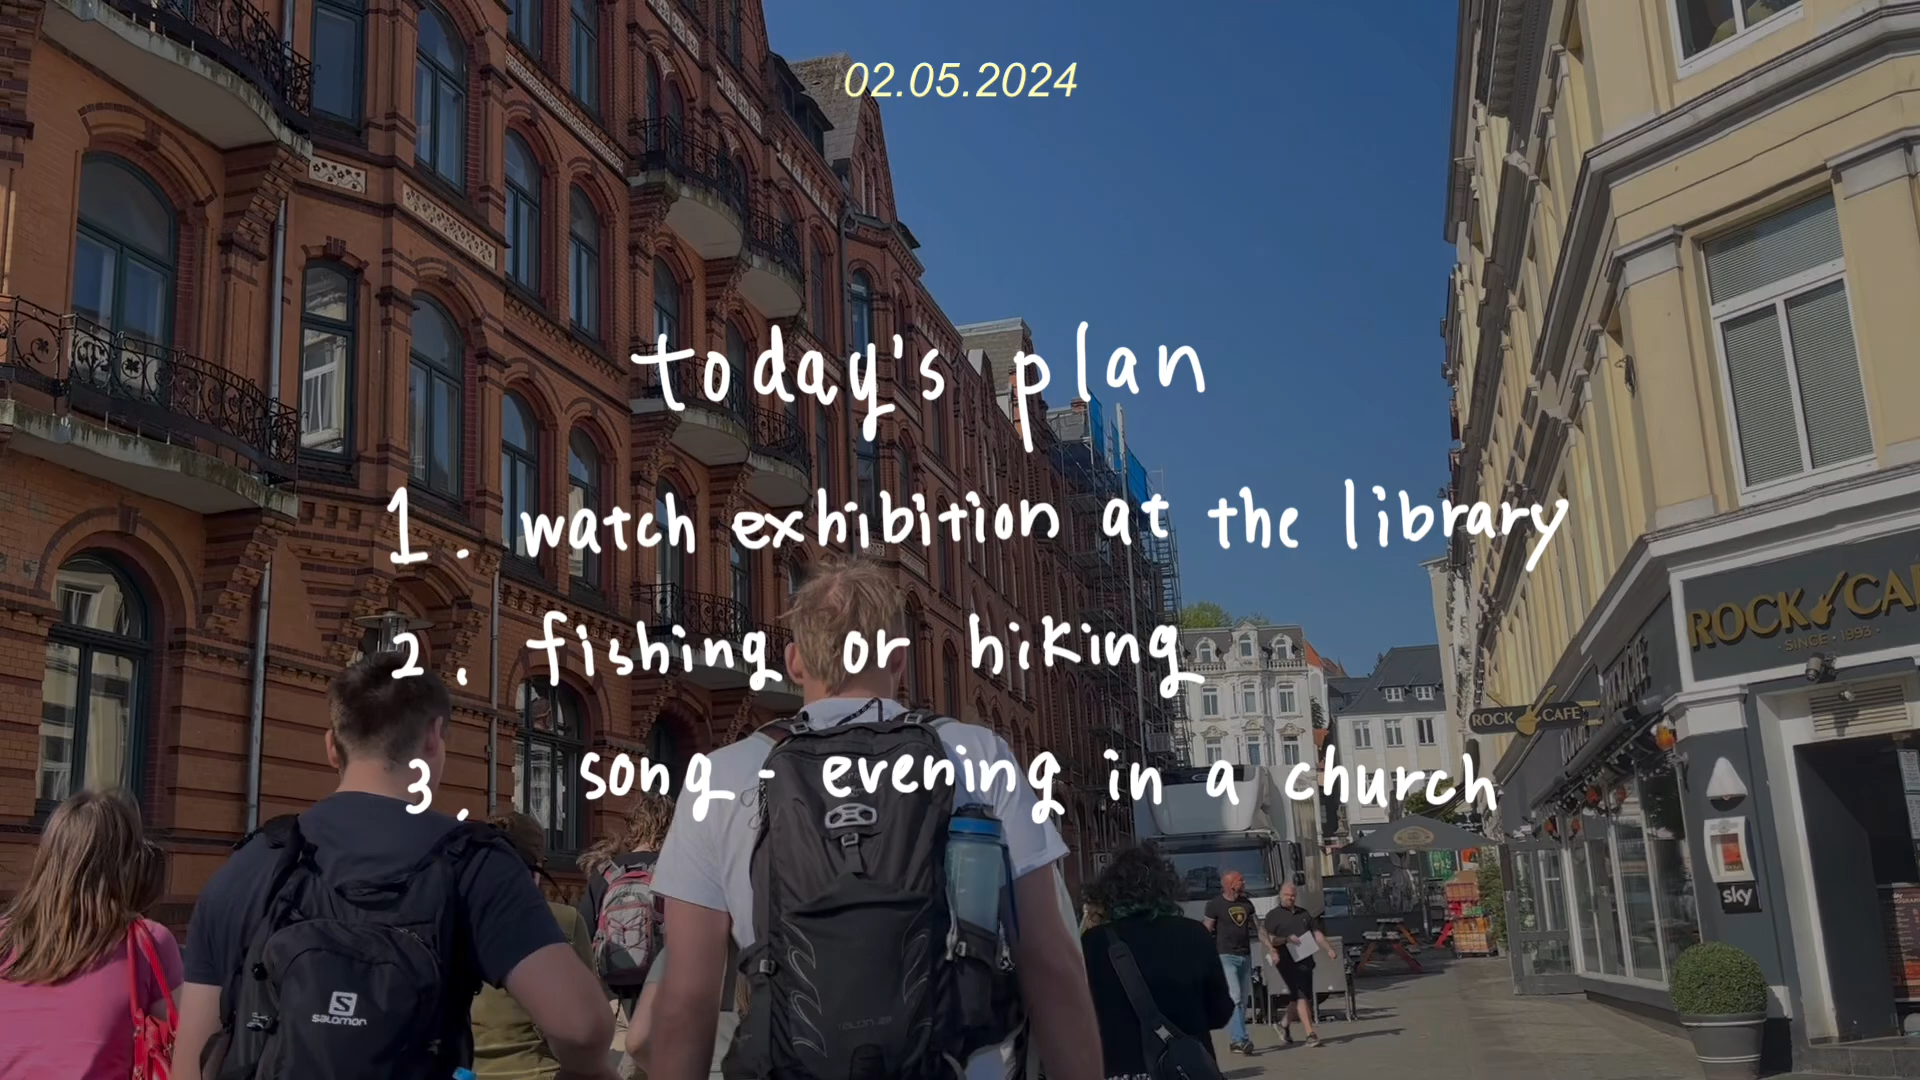 02.05.2024
today's plan
1. watch exhibition at the library
2. fishing or hiking
3. song-evening in a church
ROCK CA
· SINCE · 1993 ·
ROCK CAFE
sky
salomon